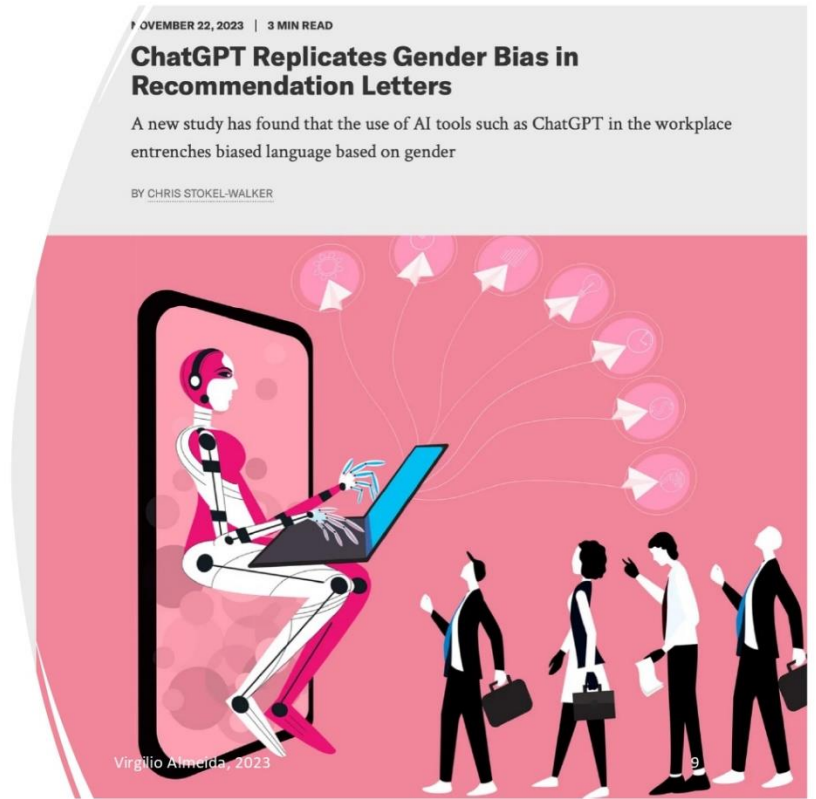 NOVEMBER 22, 2023 | 3 MIN READ
ChatGPT Replicates Gender Bias in
Recommendation Letters
A new study has found that the use of AI tools such as ChatGPT in the workplace
entrenches biased language based on gender
BY CHRIS STOKEL-WALKER
Virgilio Almeida, 2023
9